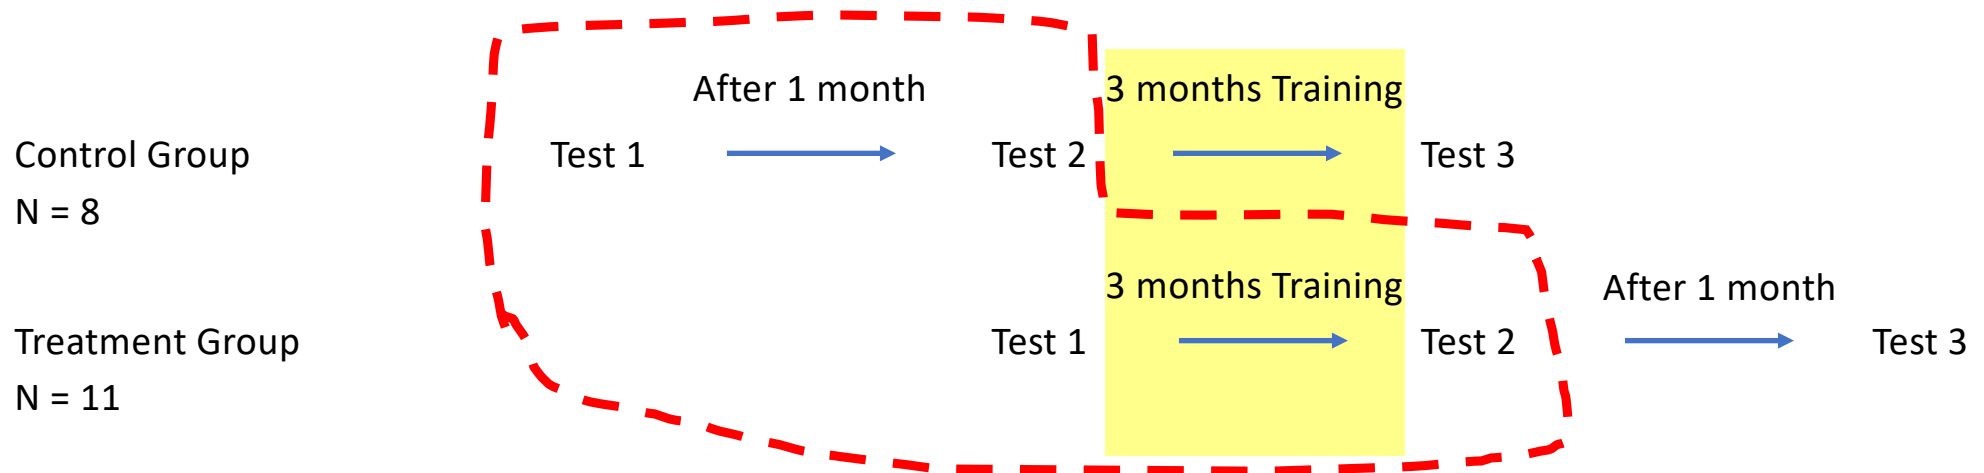 After 1 month
3 months Training
Control Group
Test 1
Test 2
Test 3
N = 8
3 months Training
After 1 month
Treatment Group
Test 1
Test 2
Test 3
N = 11